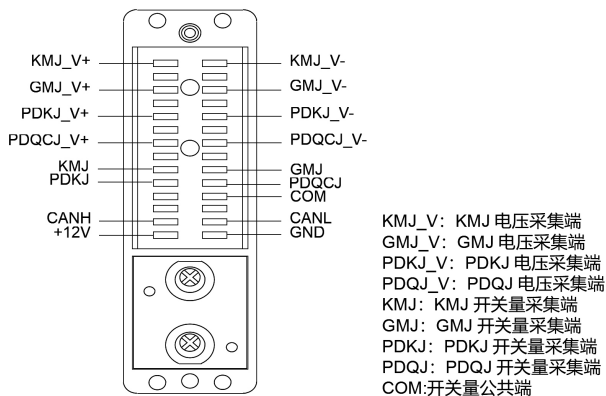 KMJ_V+
KMJ_V-
GMJ_V+
GMJ_V-
PDKJ_V+
PDKJ_V-
PDQCJ_V+
PDQCJ_V-
KMJ
GMJ
PDKJ
PDQCJ
COM
CANH
CANL
+12V
GND
KMJ_V：KMJ 电压采集端
GMJ_V：GMJ 电压采集端
PDKJ_V：PDKJ 电压采集端
PDQJ_V：PDQJ 电压采集端
KMJ：KMJ 开关量采集端
GMJ：GMJ 开关量采集端
PDKJ：PDKJ 开关量采集端
PDQJ：PDQJ 开关量采集端
COM:开关量公共端